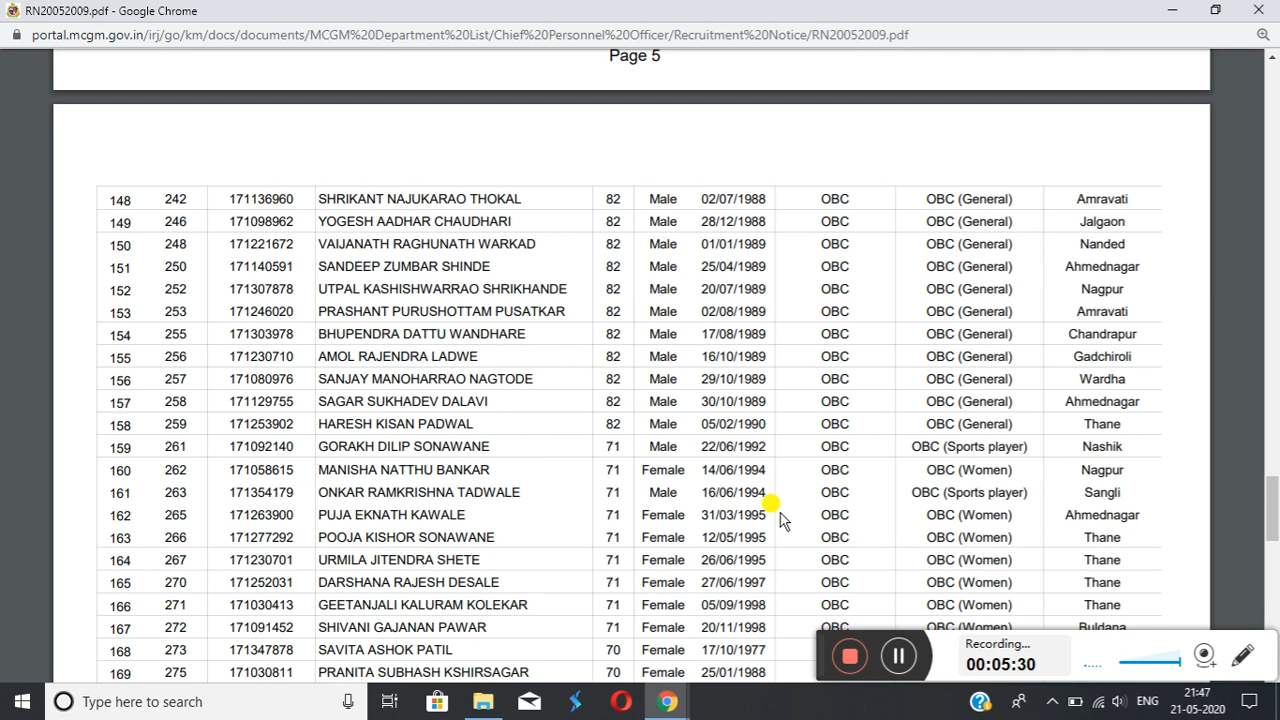 RN20052009.pdf - Google Chrome
portal.mcgm.gov.in/irj/go/km/docs/documents/MCGM%20Department%20List/Chief%20Personnel%20Officer/Recruitment%20Notice/RN20052009.pdf
Page 5
148 242 171136960 SHRIKANT NAJUKARAO THOKAL 82 Male 02/07/1988 OBC OBC (General) Amravati
149 246 171098962 YOGESH AADHAR CHAUDHARI 82 Male 28/12/1988 OBC OBC (General) Jalgaon
150 248 171221672 VAIJANATH RAGHUNATH WARKAD 82 Male 01/01/1989 OBC OBC (General) Nanded
151 250 171140591 SANDEEP ZUMBAR SHINDE 82 Male 25/04/1989 OBC OBC (General) Ahmednagar
152 252 171307878 UTPAL KASHISHWARRAO SHRIKHANDE 82 Male 20/07/1989 OBC OBC (General) Nagpur
153 253 171246020 PRASHANT PURUSHOTTAM PUSATKAR 82 Male 02/08/1989 OBC OBC (General) Amravati
154 255 171303978 BHUPENDRA DATTU WANDHARE 82 Male 17/08/1989 OBC OBC (General) Chandrapur
155 256 171230710 AMOL RAJENDRA LADWE 82 Male 16/10/1989 OBC OBC (General) Gadchiroli
156 257 171080976 SANJAY MANOHARRAO NAGTODE 82 Male 29/10/1989 OBC OBC (General) Wardha
157 258 171129755 SAGAR SUKHADEV DALAVI 82 Male 30/10/1989 OBC OBC (General) Ahmednagar
158 259 171253902 HARESH KISAN PADWAL 82 Male 05/02/1990 OBC OBC (General) Thane
159 261 171092140 GORAKH DILIP SONAWANE 71 Male 22/06/1992 OBC OBC (Sports player) Nashik
160 262 171058615 MANISHA NATTHU BANKAR 71 Female 14/06/1994 OBC OBC (Women) Nagpur
161 263 171354179 ONKAR RAMKRISHNA TADWALE 71 Male 16/06/1994 OBC OBC (Sports player) Sangli
162 265 171263900 PUJA EKNATH KAWALE 71 Female 31/03/1995 OBC OBC (Women) Ahmednagar
163 266 171277292 POOJA KISHOR SONAWANE 71 Female 12/05/1995 OBC OBC (Women) Thane
164 267 171230701 URMILA JITENDRA SHETE 71 Female 26/06/1995 OBC OBC (Women) Thane
165 270 171252031 DARSHANA RAJESH DESALE 71 Female 27/06/1997 OBC OBC (Women) Thane
166 271 171030413 GEETANJALI KALURAM KOLEKAR 71 Female 05/09/1998 OBC OBC (Women) Thane
167 272 171091452 SHIVANI GAJANAN PAWAR 71 Female 20/11/1998 OBC OBC (Women) Buldana
168 273 171347878 SAVITA ASHOK PATIL 70 Female 17/10/1977
169 275 171030811 PRANITA SUBHASH KSHIRSAGAR 70 Female 25/01/1988
Recording...
00:05:30
Type here to search
ENG
21:47
21-05-2020